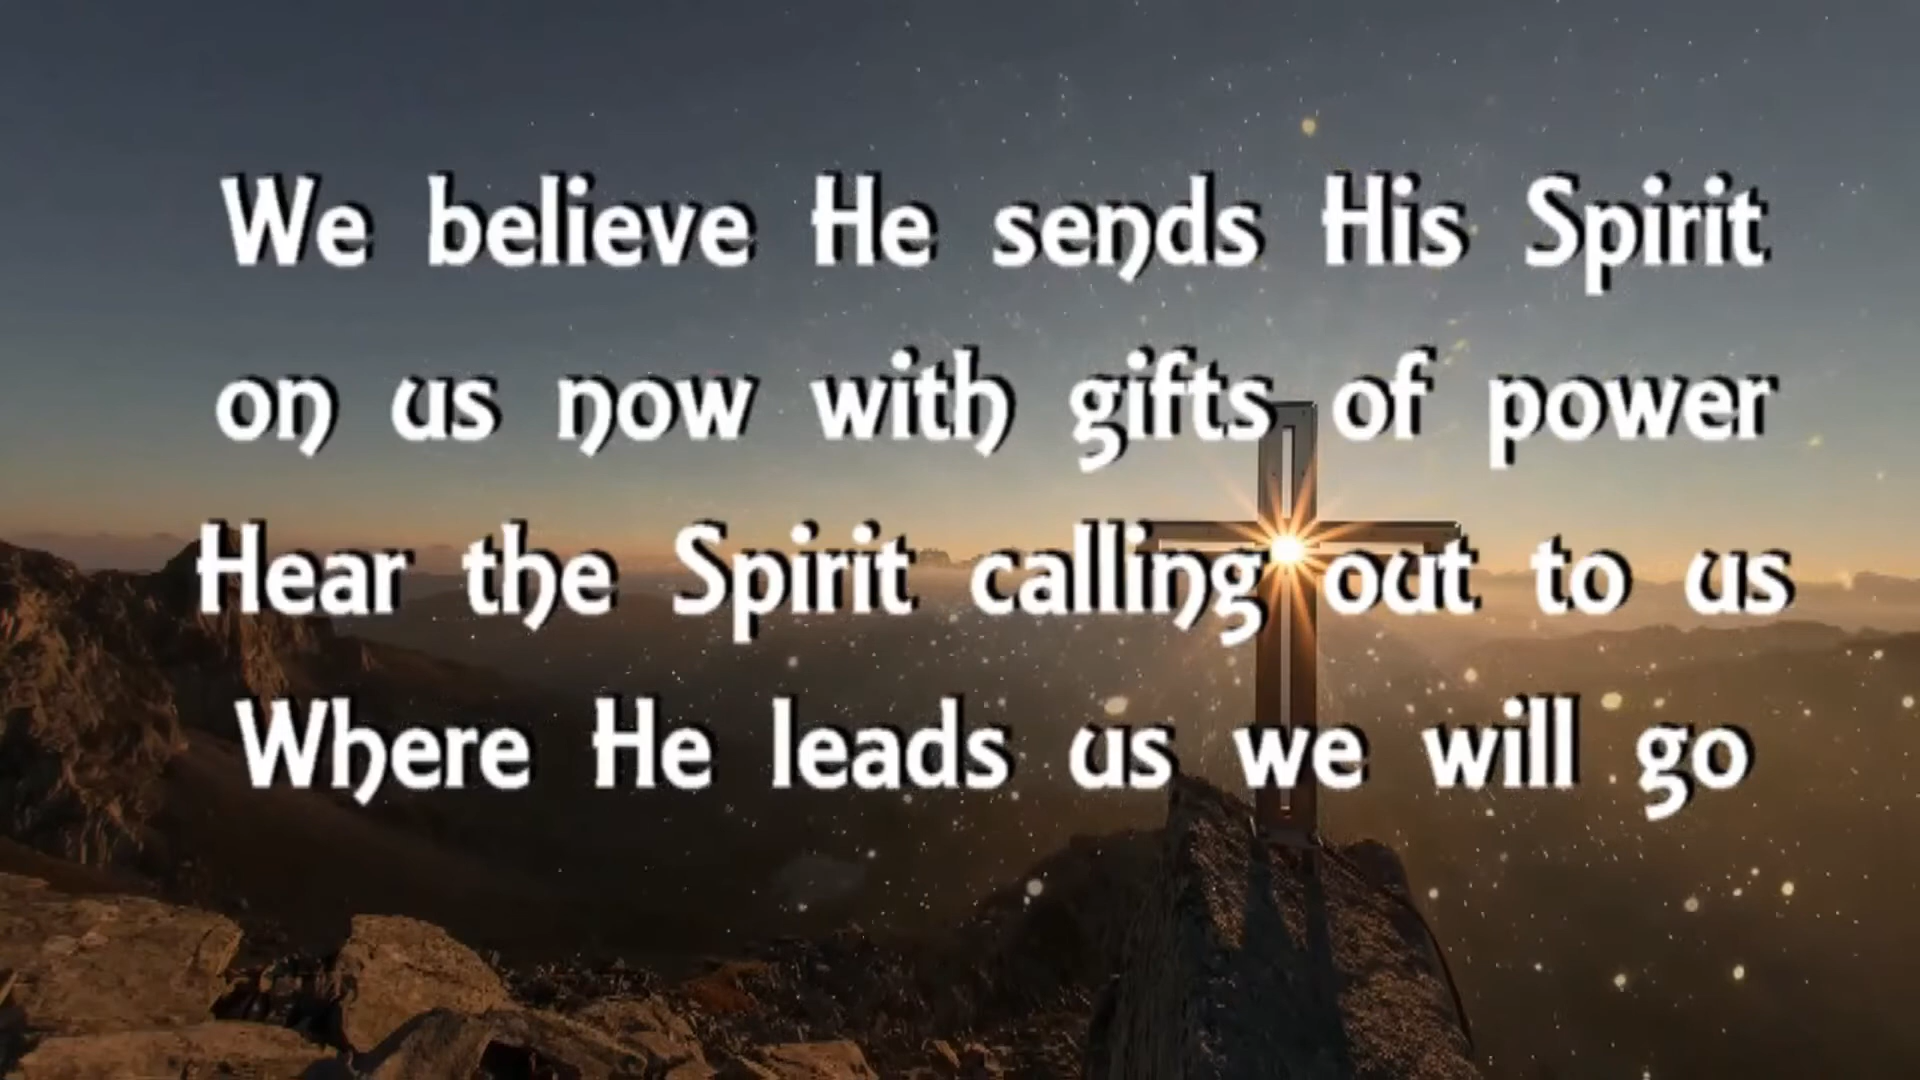 We believe He sends His Spirit
on us now with gifts of power
Hear the Spirit calling out to us
Where He leads us we will go